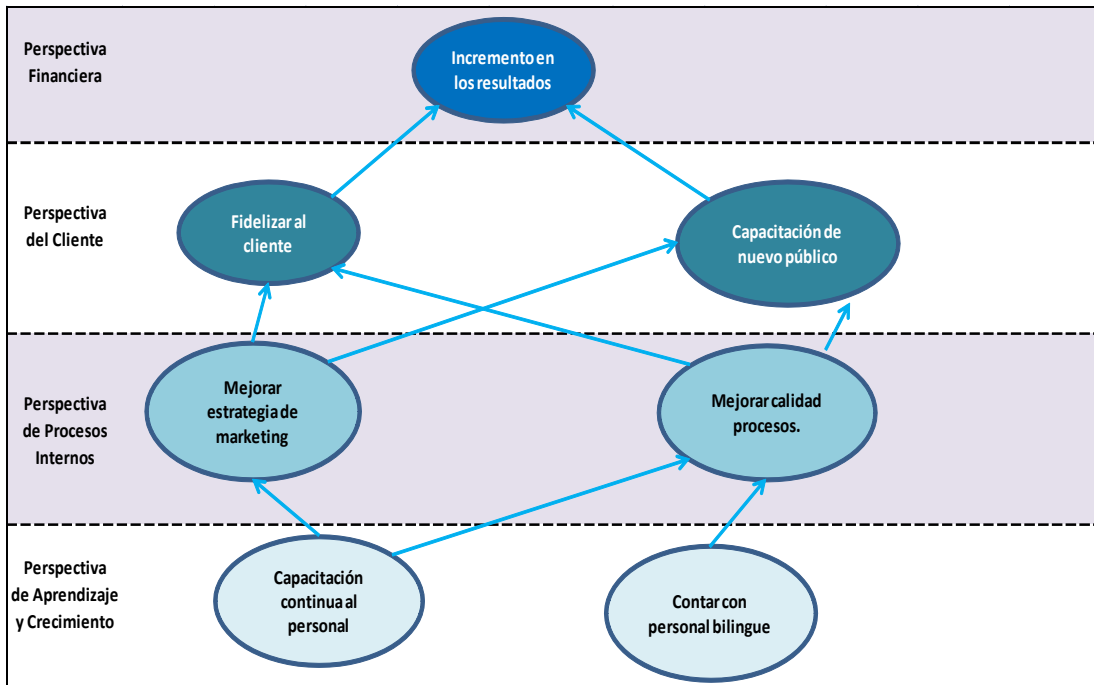 Perspectiva
Financiera
Incremento en
los resultados
Perspectiva
del Cliente
Fidelizar al
cliente
Capacitación de
nuevo público
Perspectiva
de Procesos
Internos
Mejorar
estrategia de
marketing
Mejorar calidad
procesos.
Perspectiva
de Aprendizaje
y Crecimiento
Capacitación
continua al
personal
Contar con
personal bilingue